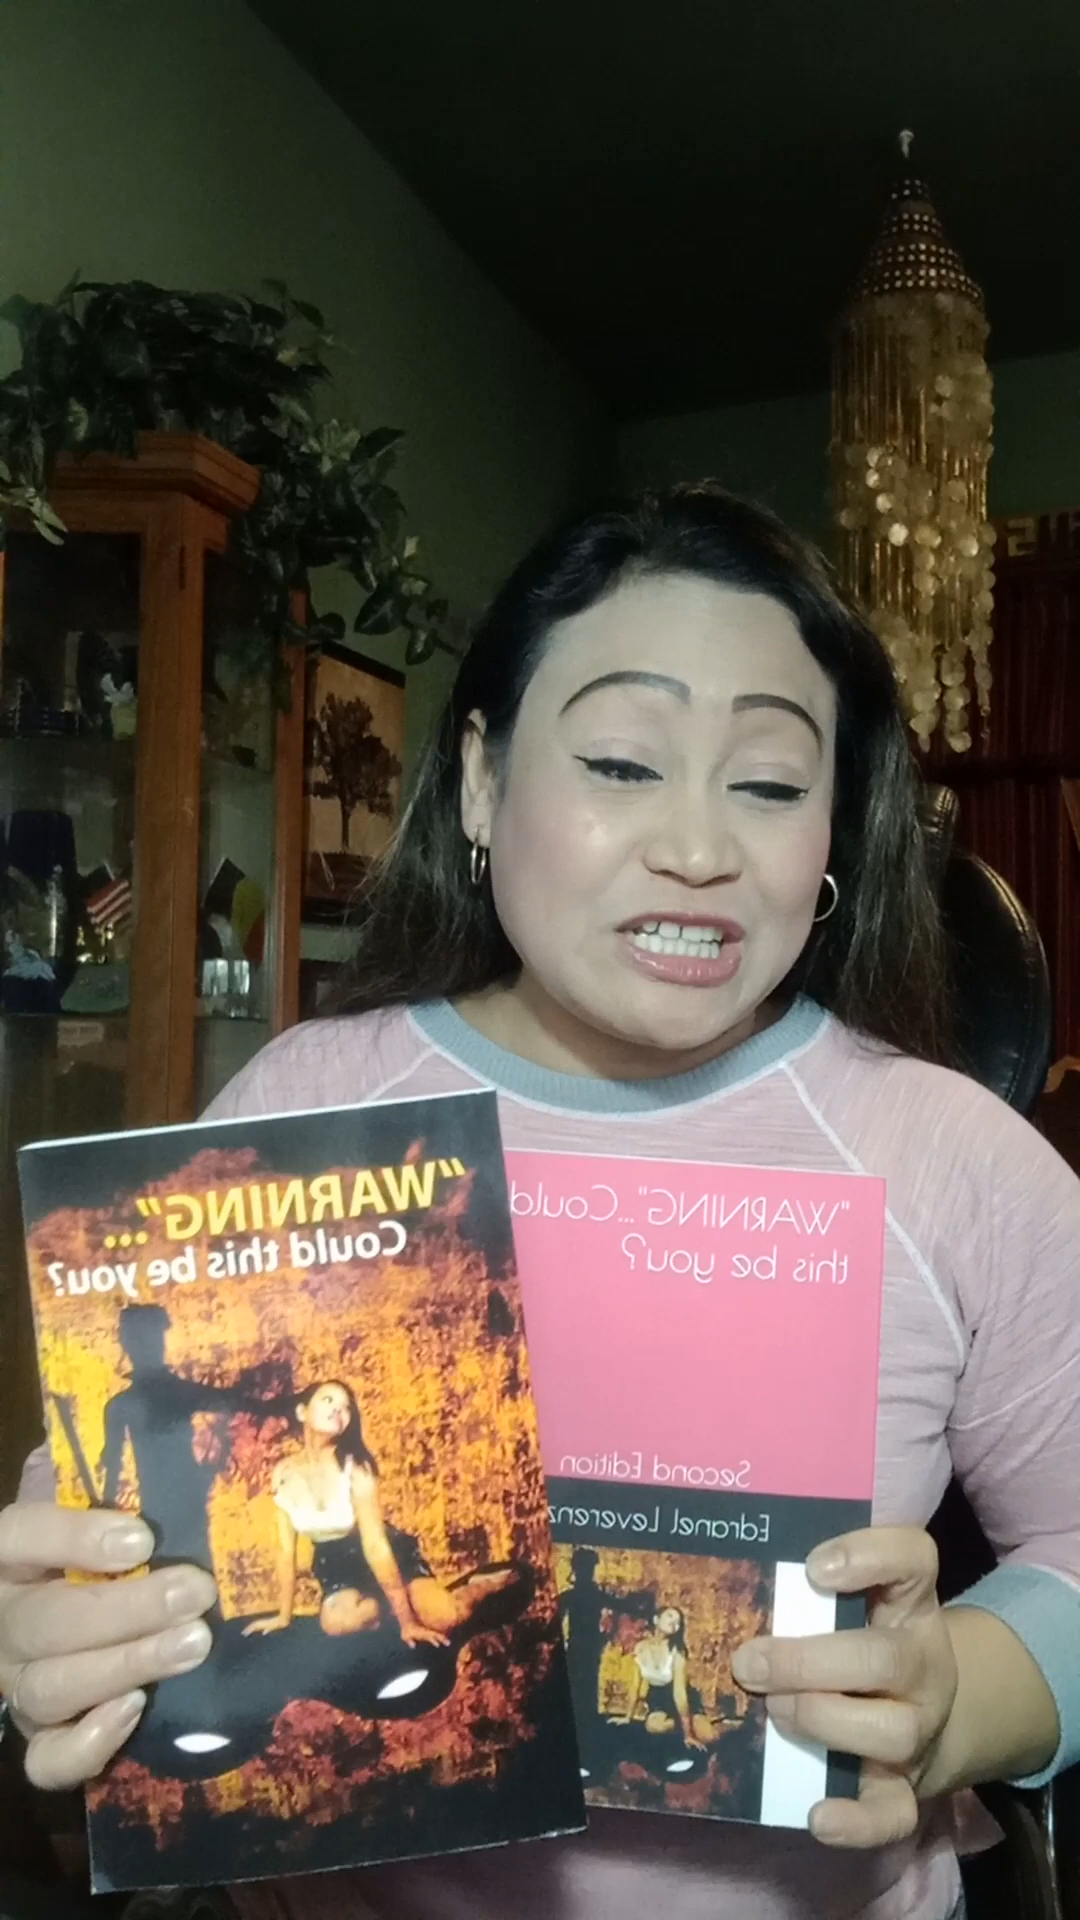 "WARNING"...
Could this be you?
"WARNING"...Could
this be you?
Second Edition
Edranel Leverenz